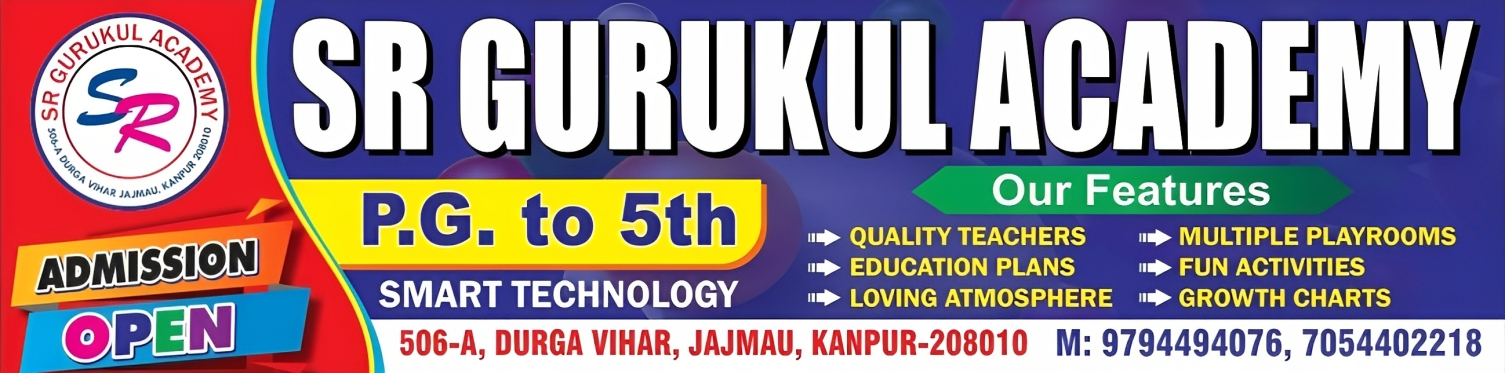 SR GURUKUL ACADEMY
506-A DURGA VIHAR JAJMAU, KANPUR 208010
SR
ADMISSION
OPEN
SR GURUKUL ACADEMY
P.G. to 5th
SMART TECHNOLOGY
Our Features
QUALITY TEACHERS
EDUCATION PLANS
LOVING ATMOSPHERE
MULTIPLE PLAYROOMS
FUN ACTIVITIES
GROWTH CHARTS
506-A, DURGA VIHAR, JAJMAU, KANPUR-208010 M: 9794494076, 7054402218